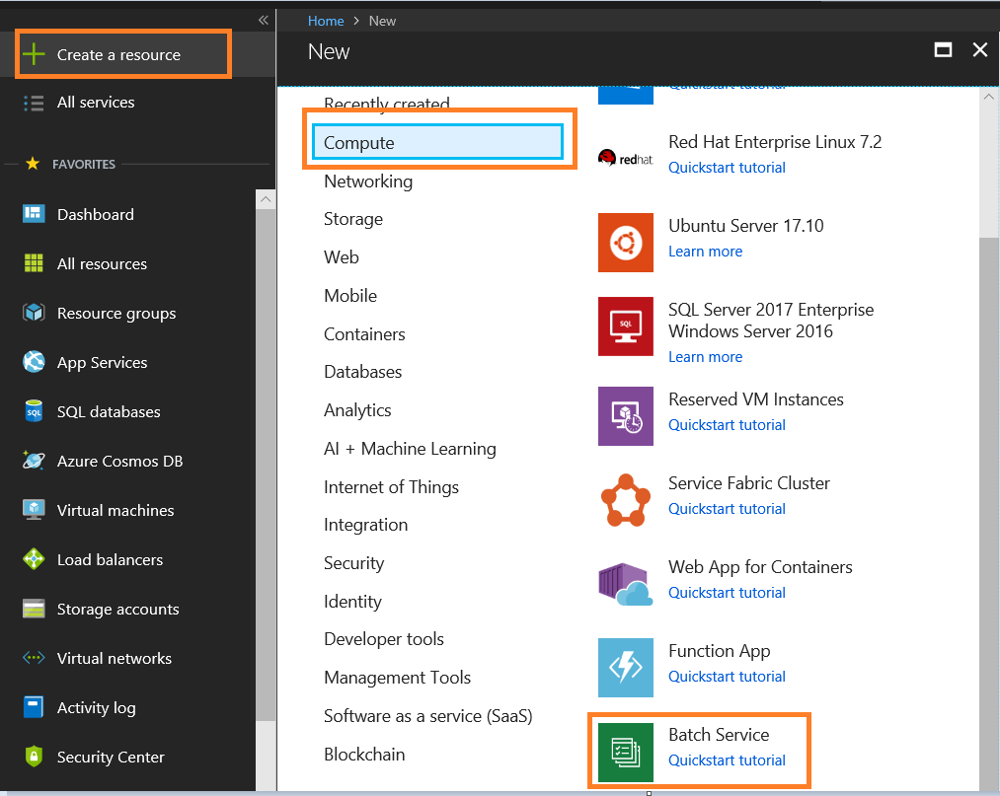 «
Create a resource
All services
FAVORITES
Dashboard
All resources
Resource groups
App Services
SQL
SQL databases
Azure Cosmos DB
Virtual machines
Load balancers
Storage accounts
Virtual networks
Activity log
Security Center
Home > New
New
Recently created
Compute
Networking
Storage
Web
Mobile
Containers
Databases
Analytics
AI + Machine Learning
Internet of Things
Integration
Security
Identity
Developer tools
Management Tools
Software as a service (SaaS)
Blockchain
Quickstart tutorial
redhat
Red Hat Enterprise Linux 7.2
Quickstart tutorial
Ubuntu Server 17.10
Learn more
SQL
SQL Server 2017 Enterprise
Windows Server 2016
Learn more
Reserved VM Instances
Quickstart tutorial
Service Fabric Cluster
Quickstart tutorial
Web App for Containers
Quickstart tutorial
Function App
Quickstart tutorial
Batch Service
Quickstart tutorial